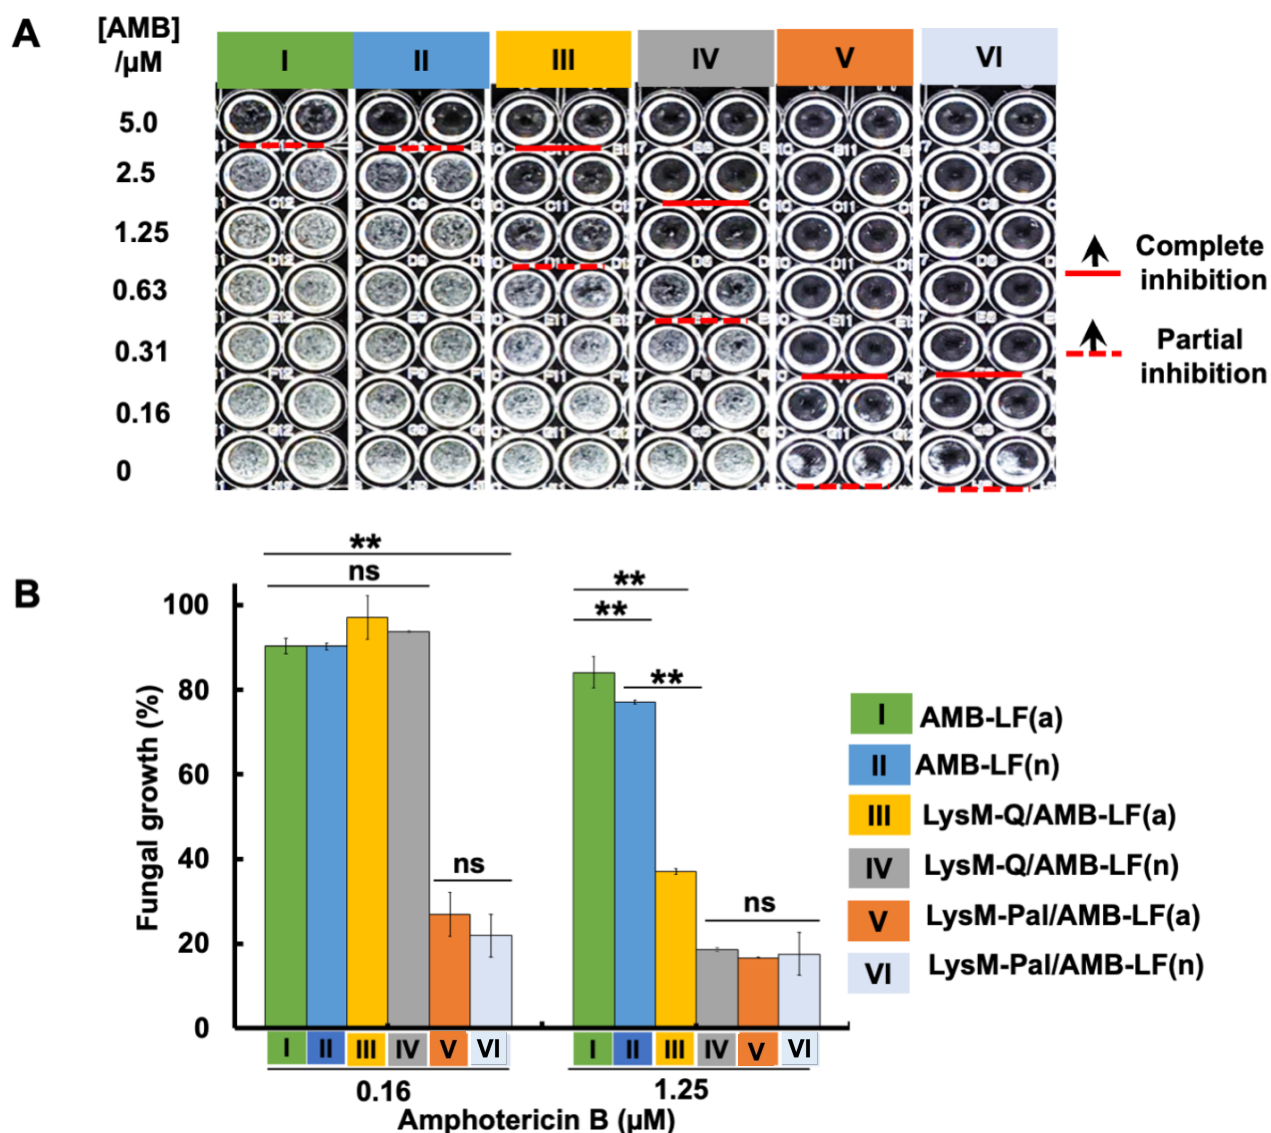 A
[AMB]
/µM
I II III IV V VI
5.0
2.5
1.25
0.63
0.31
0.16
0
Complete
inhibition
Partial
inhibition
B
**
ns
**
**
**
ns
ns
Fungal growth (%)
100
80
60
40
20
0
I II III IV V VI
I II III IV V VI
0.16 1.25
Amphotericin B (µM)
I AMB-LF(a)
II AMB-LF(n)
III LysM-Q/AMB-LF(a)
IV LysM-Q/AMB-LF(n)
V LysM-Pal/AMB-LF(a)
VI LysM-Pal/AMB-LF(n)